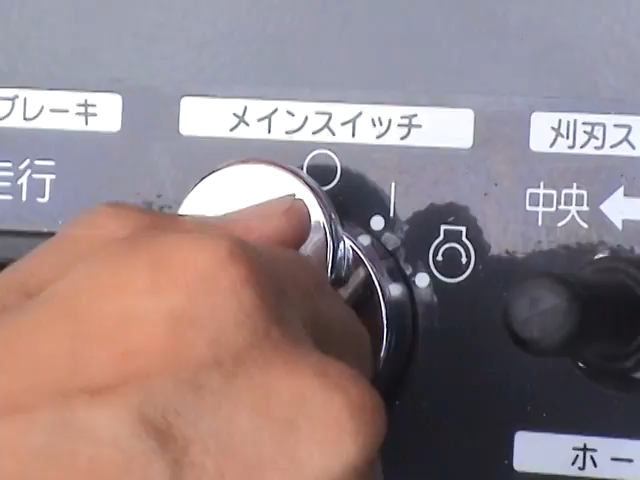 ブレーキ
メインスイッチ
刈刃ス
走行
中央
ホー